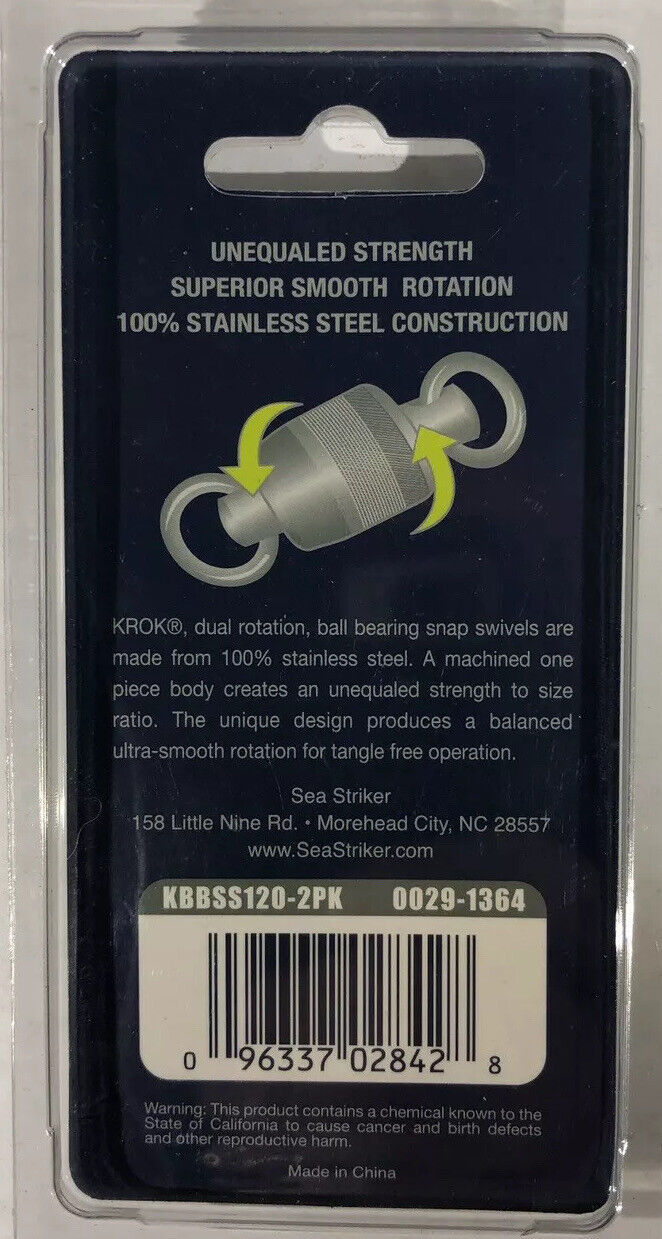 UNEQUALED STRENGTH
SUPERIOR SMOOTH ROTATION
100% STAINLESS STEEL CONSTRUCTION
KROK®, dual rotation, ball bearing snap swivels are
made from 100% stainless steel. A machined one
piece body creates an unequaled strength to size
ratio. The unique design produces a balanced
ultra-smooth rotation for tangle free operation.
Sea Striker
158 Little Nine Rd. • Morehead City, NC 28557
www.SeaStriker.com
KBBSS120-2PK 0029-1364
0 96337 02842 8
Warning: This product contains a chemical known to the
State of California to cause cancer and birth defects
and other reproductive harm.
Made in China